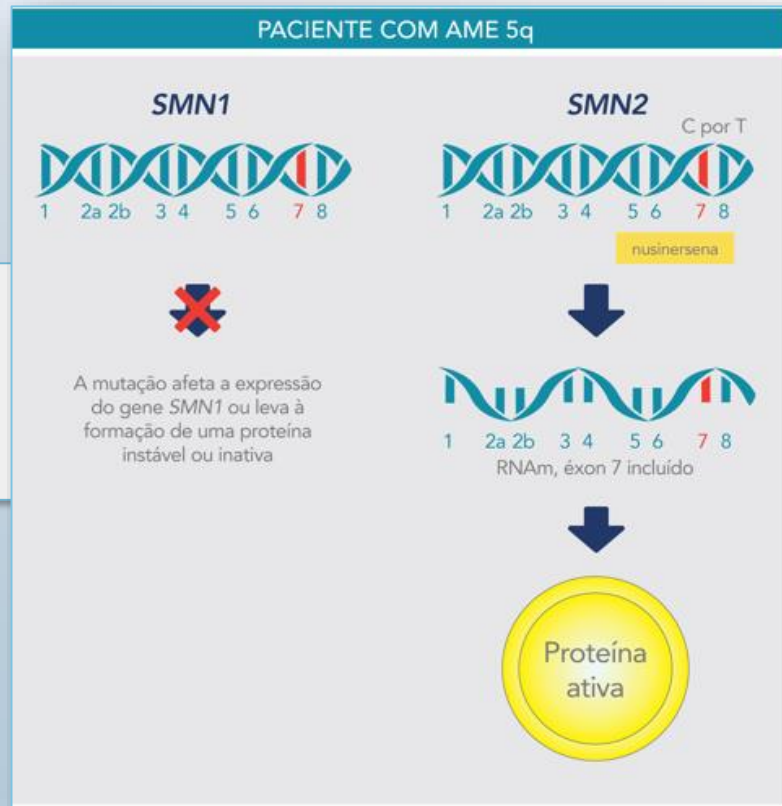 PACIENTE COM AME 5q
SMN1
1 2a 2b 3 4 5 6 7 8
A mutação afeta a expressão
do gene SMN1 ou leva à
formação de uma proteína
instável ou inativa
SMN2
C por T
1 2a 2b 3 4 5 6 7 8
nusinersena
1 2a 2b 3 4 5 6 7 8
RNAm, éxon 7 incluído
Proteína
ativa